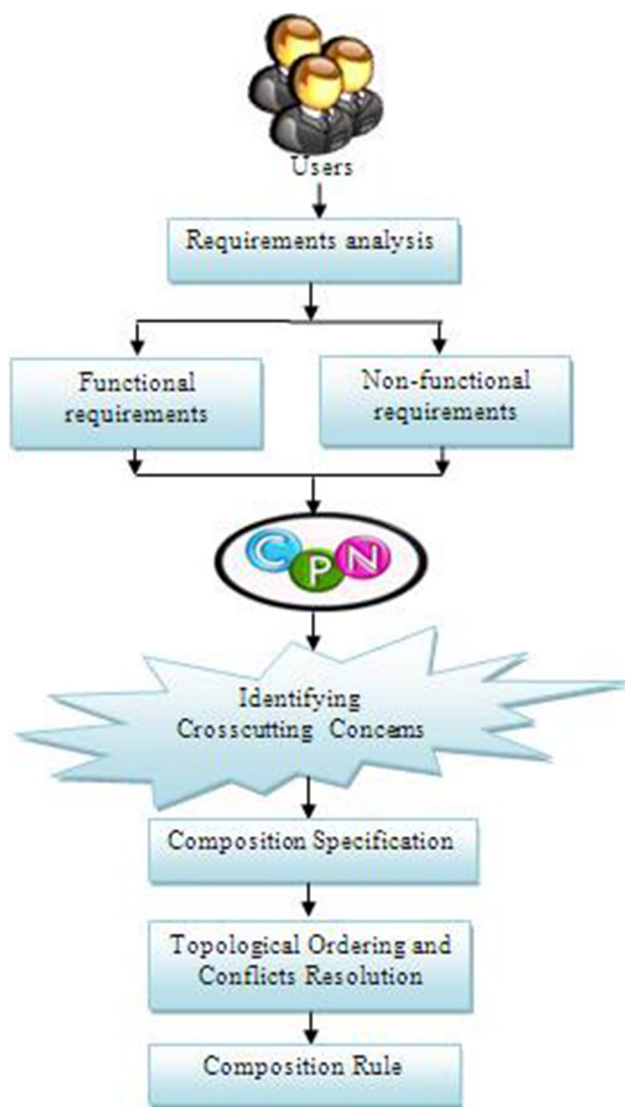 Users
Requirements analysis
Functional
requirements
Non-functional
requirements
CPN
Identifying
Crosscutting Concerns
Composition Specification
Topological Ordering and
Conflicts Resolution
Composition Rule